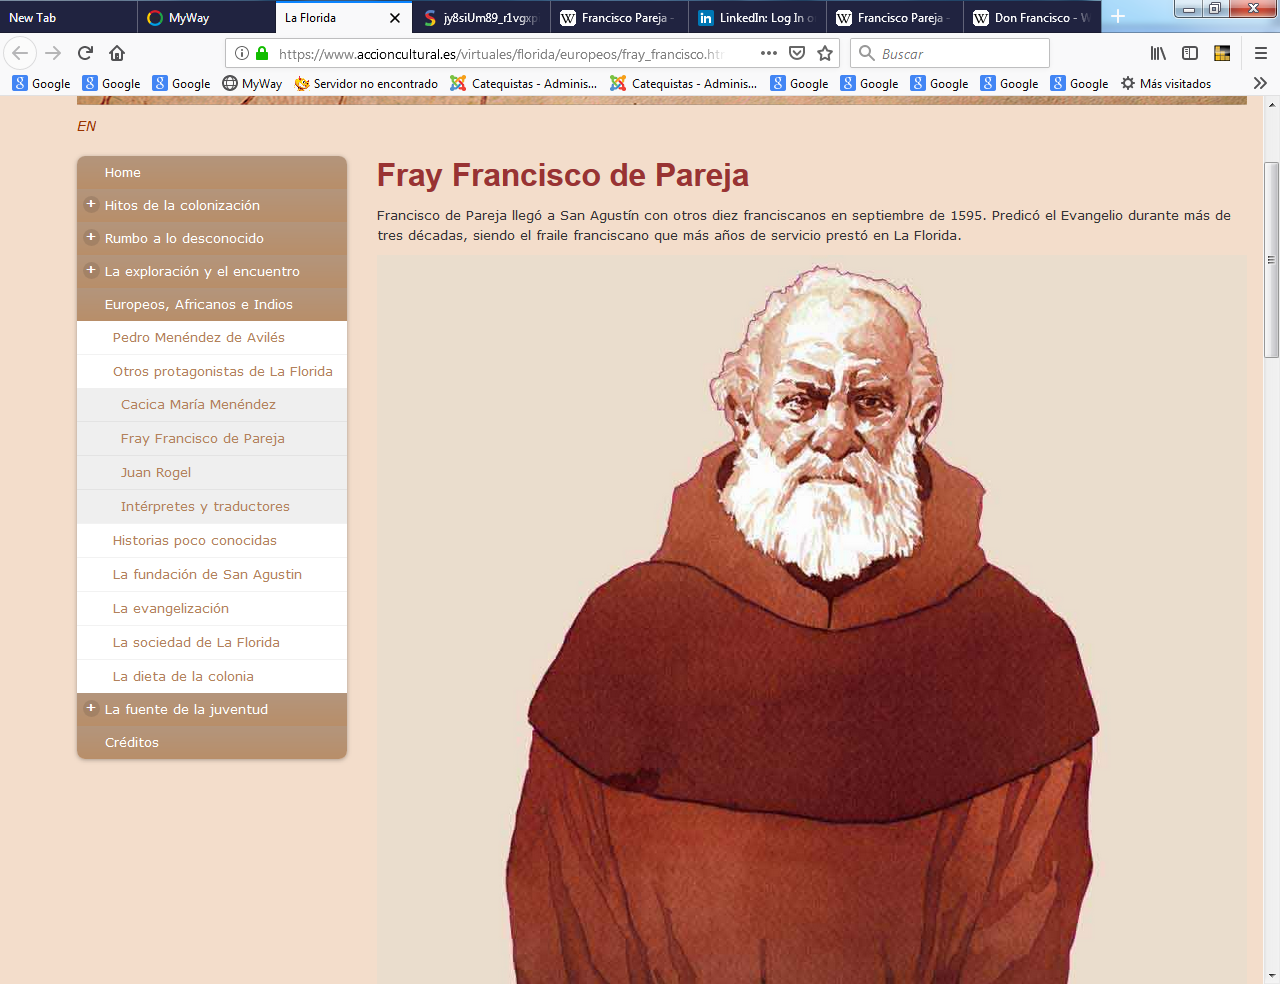 New Tab
MyWay
La Florida
jy8siUm89_r1vgxp
Francisco Pareja -
LinkedIn: Log In o
Francisco Pareja -
Don Francisco - W
https://www.accioncultural.es/virtuales/florida/europeos/fray_francisco.htm
Buscar
Google
Google
Google
MyWay
Servidor no encontrado
Catequistas - Adminis...
Catequistas - Adminis...
Google
Google
Google
Google
Google
Más visitados
EN
Home
Hitos de la colonización
Rumbo a lo desconocido
La exploración y el encuentro
Europeos, Africanos e Indios
Pedro Menéndez de Avilés
Otros protagonistas de La Florida
Cacica María Menéndez
Fray Francisco de Pareja
Juan Rogel
Intérpretes y traductores
Historias poco conocidas
La fundación de San Agustin
La evangelización
La sociedad de La Florida
La dieta de la colonia
La fuente de la juventud
Créditos
Fray Francisco de Pareja
Francisco de Pareja llegó a San Agustín con otros diez franciscanos en septiembre de 1595. Predicó el Evangelio durante más de
tres décadas, siendo el fraile franciscano que más años de servicio prestó en La Florida.